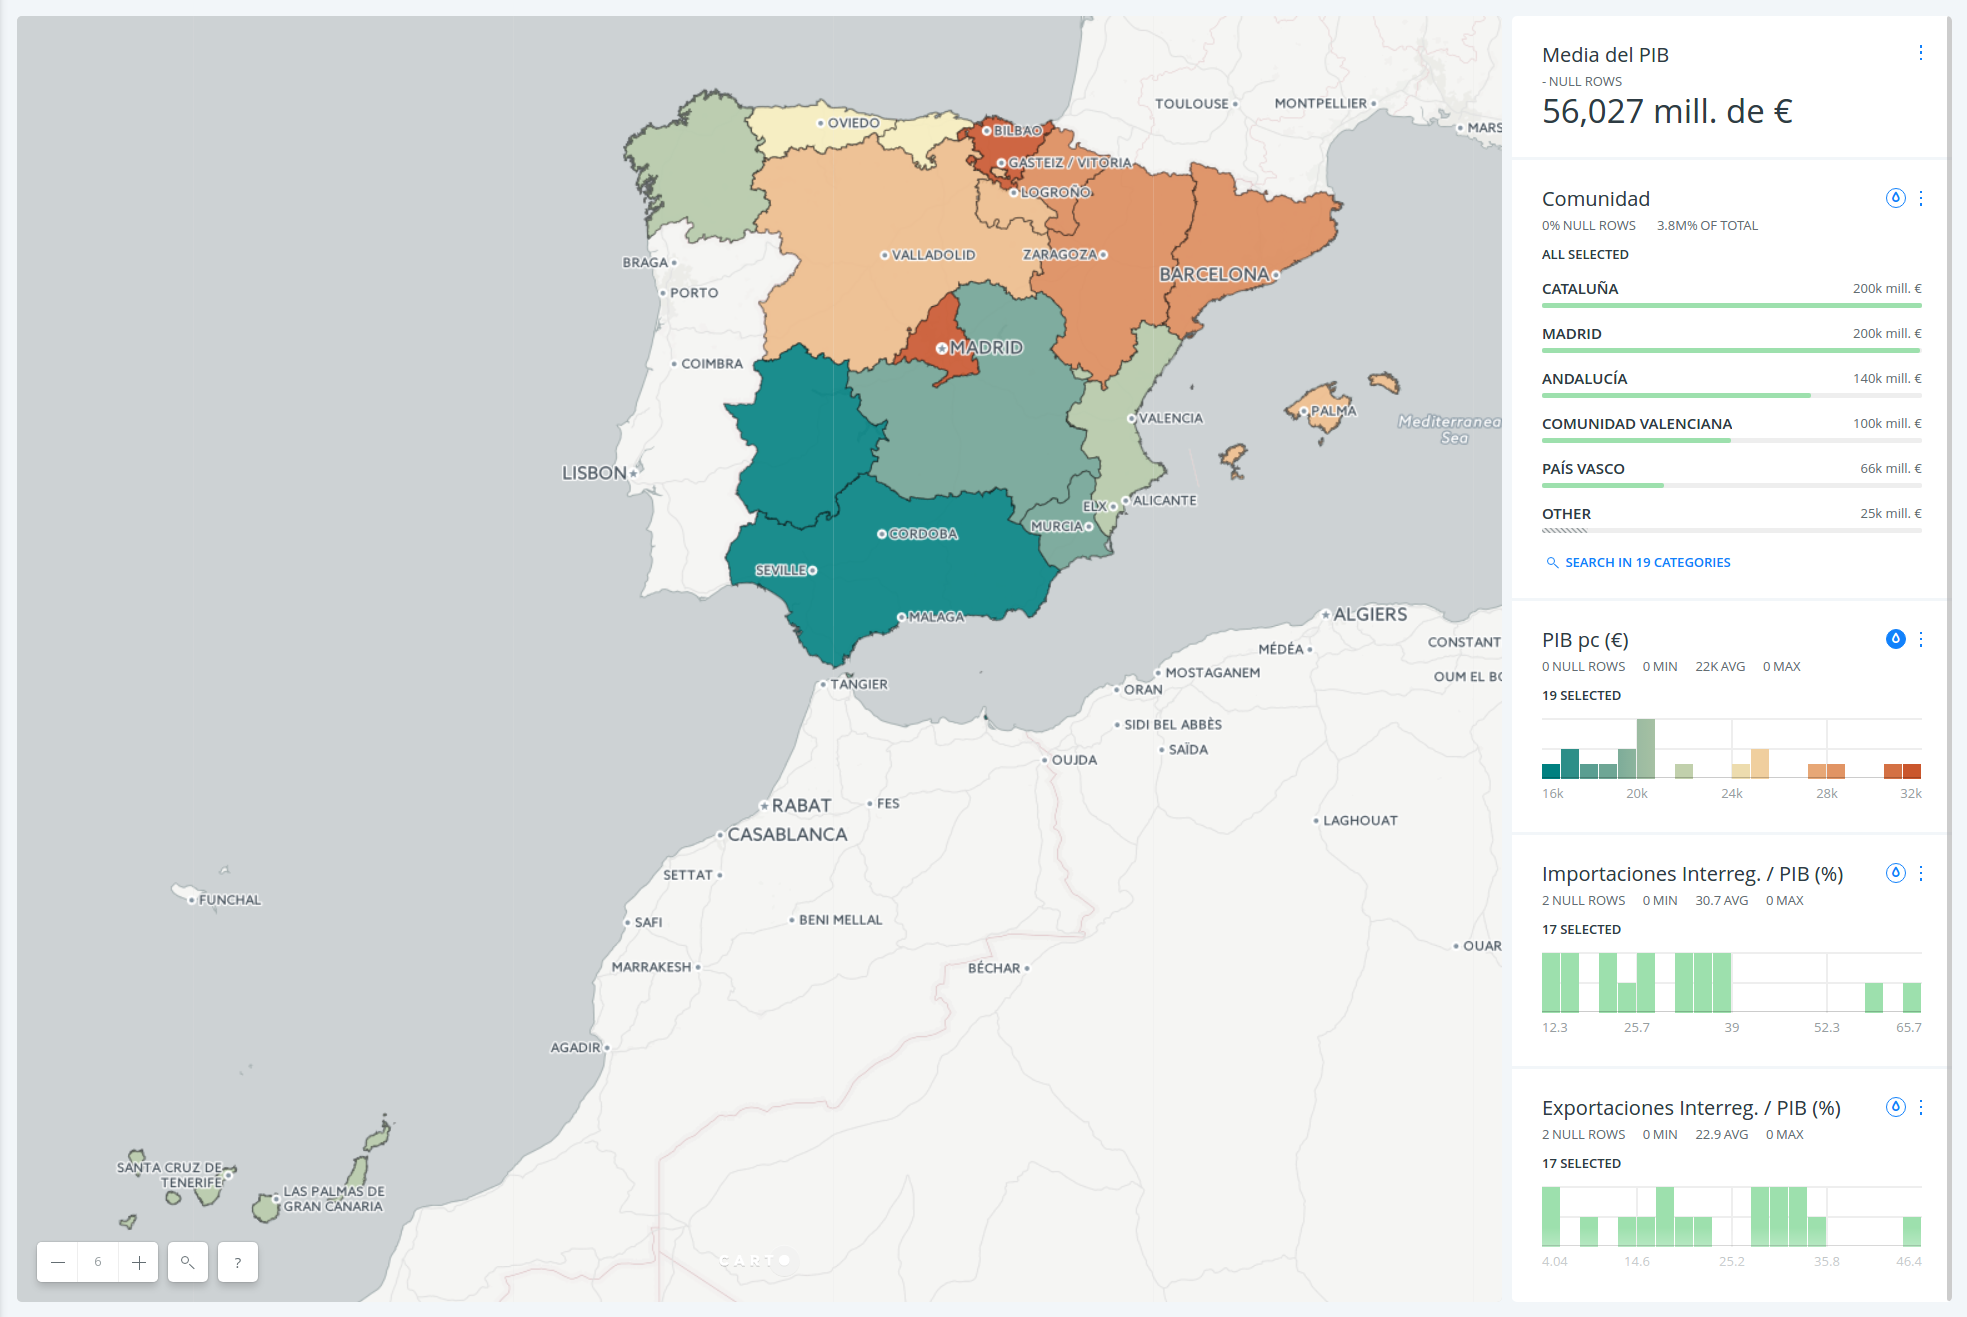 TOULOUSE
MONTPELLIER
MARS
OVIEDO
BILBAO
GASTEIZ / VITORIA
LOGROÑO
BRAGA
VALLADOLID
ZARAGOZA
BARCELONA
PORTO
MADRID
COIMBRA
PALMA
VALENCIA
Mediterranea
Sea
LISBON
ALICANTE
ELX
MURCIA
CORDOBA
SEVILLE
MALAGA
ALGIERS
MÉDÉA
CONSTANT
MOSTAGANEM
OUM EL BO
TANGIER
ORAN
SIDI BEL ABBÈS
SAÏDA
OUJDA
RABAT
FES
CASABLANCA
LAGHOUAT
SETTAT
FUNCHAL
SAFI
BENI MELLAL
OUAR
MARRAKESH
BÉCHAR
AGADIR
SANTA CRUZ DE
TENERIFE
LAS PALMAS DE
GRAN CANARIA
— 6 +
?
CARTO
Media del PIB
- NULL ROWS
56,027 mill. de €
Comunidad
0% NULL ROWS 3.8M% OF TOTAL
ALL SELECTED
CATALUÑA 200k mill. €
MADRID 200k mill. €
ANDALUCÍA 140k mill. €
COMUNIDAD VALENCIANA 100k mill. €
PAÍS VASCO 66k mill. €
OTHER 25k mill. €
SEARCH IN 19 CATEGORIES
PIB pc (€)
0 NULL ROWS 0 MIN 22K AVG 0 MAX
19 SELECTED
16k 20k 24k 28k 32k
Importaciones Interreg. / PIB (%)
2 NULL ROWS 0 MIN 30.7 AVG 0 MAX
17 SELECTED
12.3 25.7 39 52.3 65.7
Exportaciones Interreg. / PIB (%)
2 NULL ROWS 0 MIN 22.9 AVG 0 MAX
17 SELECTED
4.04 14.6 25.2 35.8 46.4